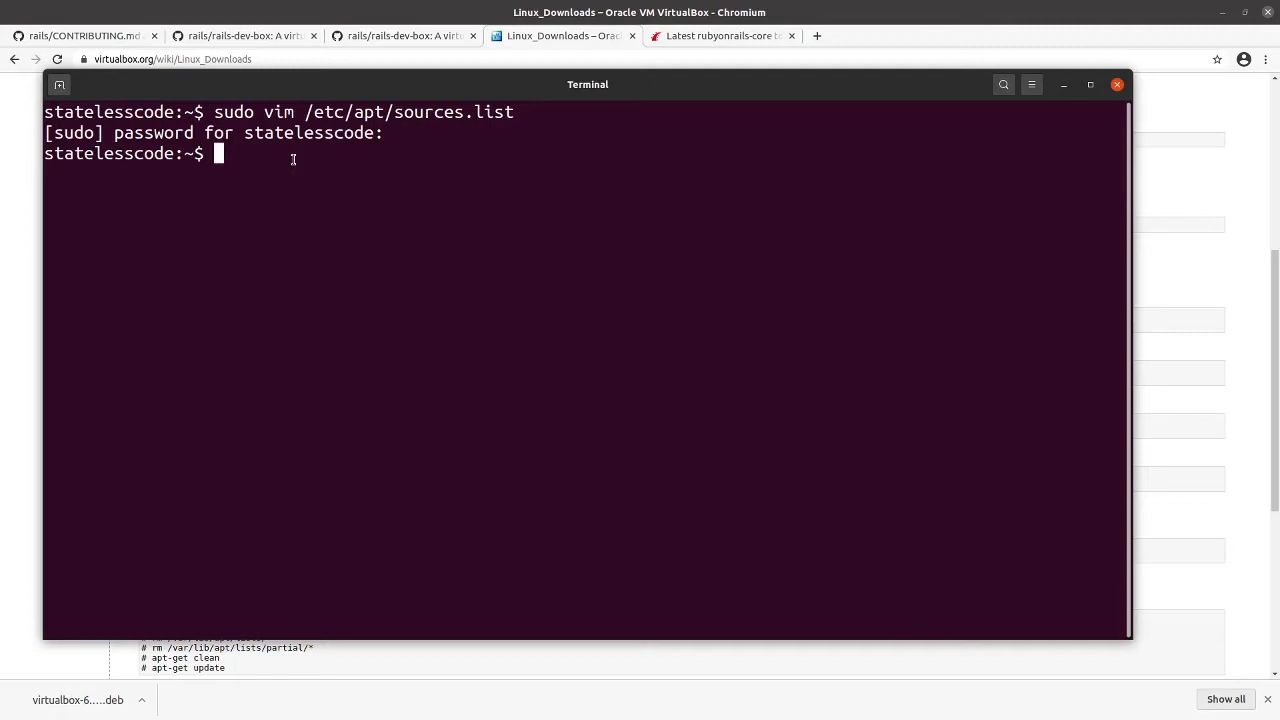 Linux_Downloads – Oracle VM VirtualBox - Chromium
rails/CONTRIBUTING.md a
rails/rails-dev-box: A virtu
rails/rails-dev-box: A virtu
Linux_Downloads – Orac
Latest rubyonrails-core to
virtualbox.org/wiki/Linux_Downloads
Terminal
statelesscode:~$ sudo vim /etc/apt/sources.list
[sudo] password for statelesscode:
statelesscode:~$
# rm /var/lib/apt/lists/partial/*
# apt-get clean
# apt-get update
virtualbox-6.....deb
Show all